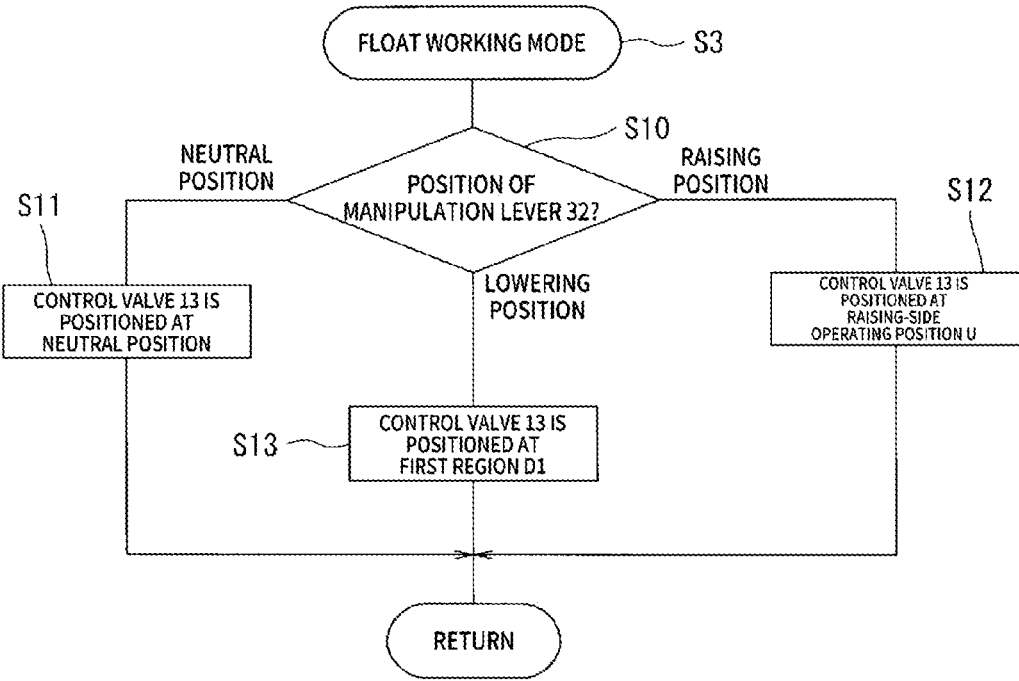 FLOAT WORKING MODE
S3
S10
NEUTRAL
POSITION
RAISING
POSITION
POSITION OF
MANIPULATION LEVER 32?
S11
S12
LOWERING
POSITION
CONTROL VALVE 13 IS
POSITIONED AT
NEUTRAL POSITION
CONTROL VALVE 13 IS
POSITIONED AT
RAISING-SIDE
OPERATING POSITION U
S13
CONTROL VALVE 13 IS
POSITIONED AT
FIRST REGION D1
RETURN